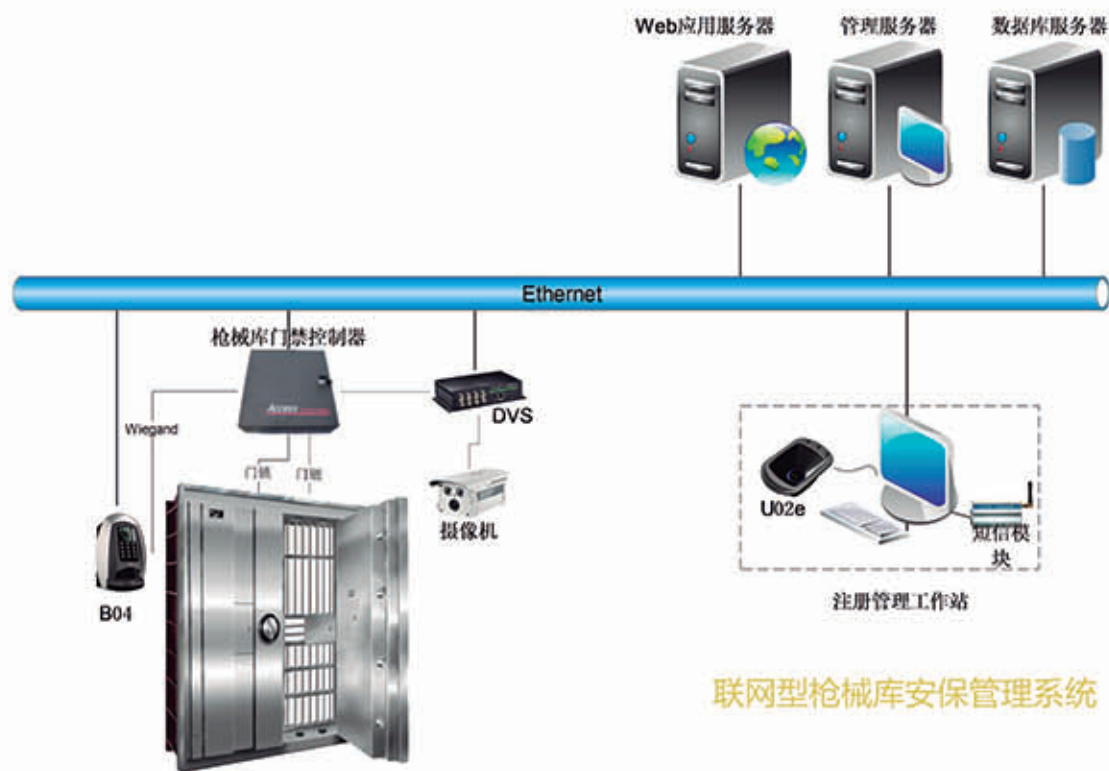 Web应用服务器
管理服务器
数据库服务器
Ethernet
枪械库门禁控制器
Access
Wiegand
DVS
门锁
门锁
摄像机
B04
U02e
短信模
块
注册管理工作站
联网型枪械库安保管理系统